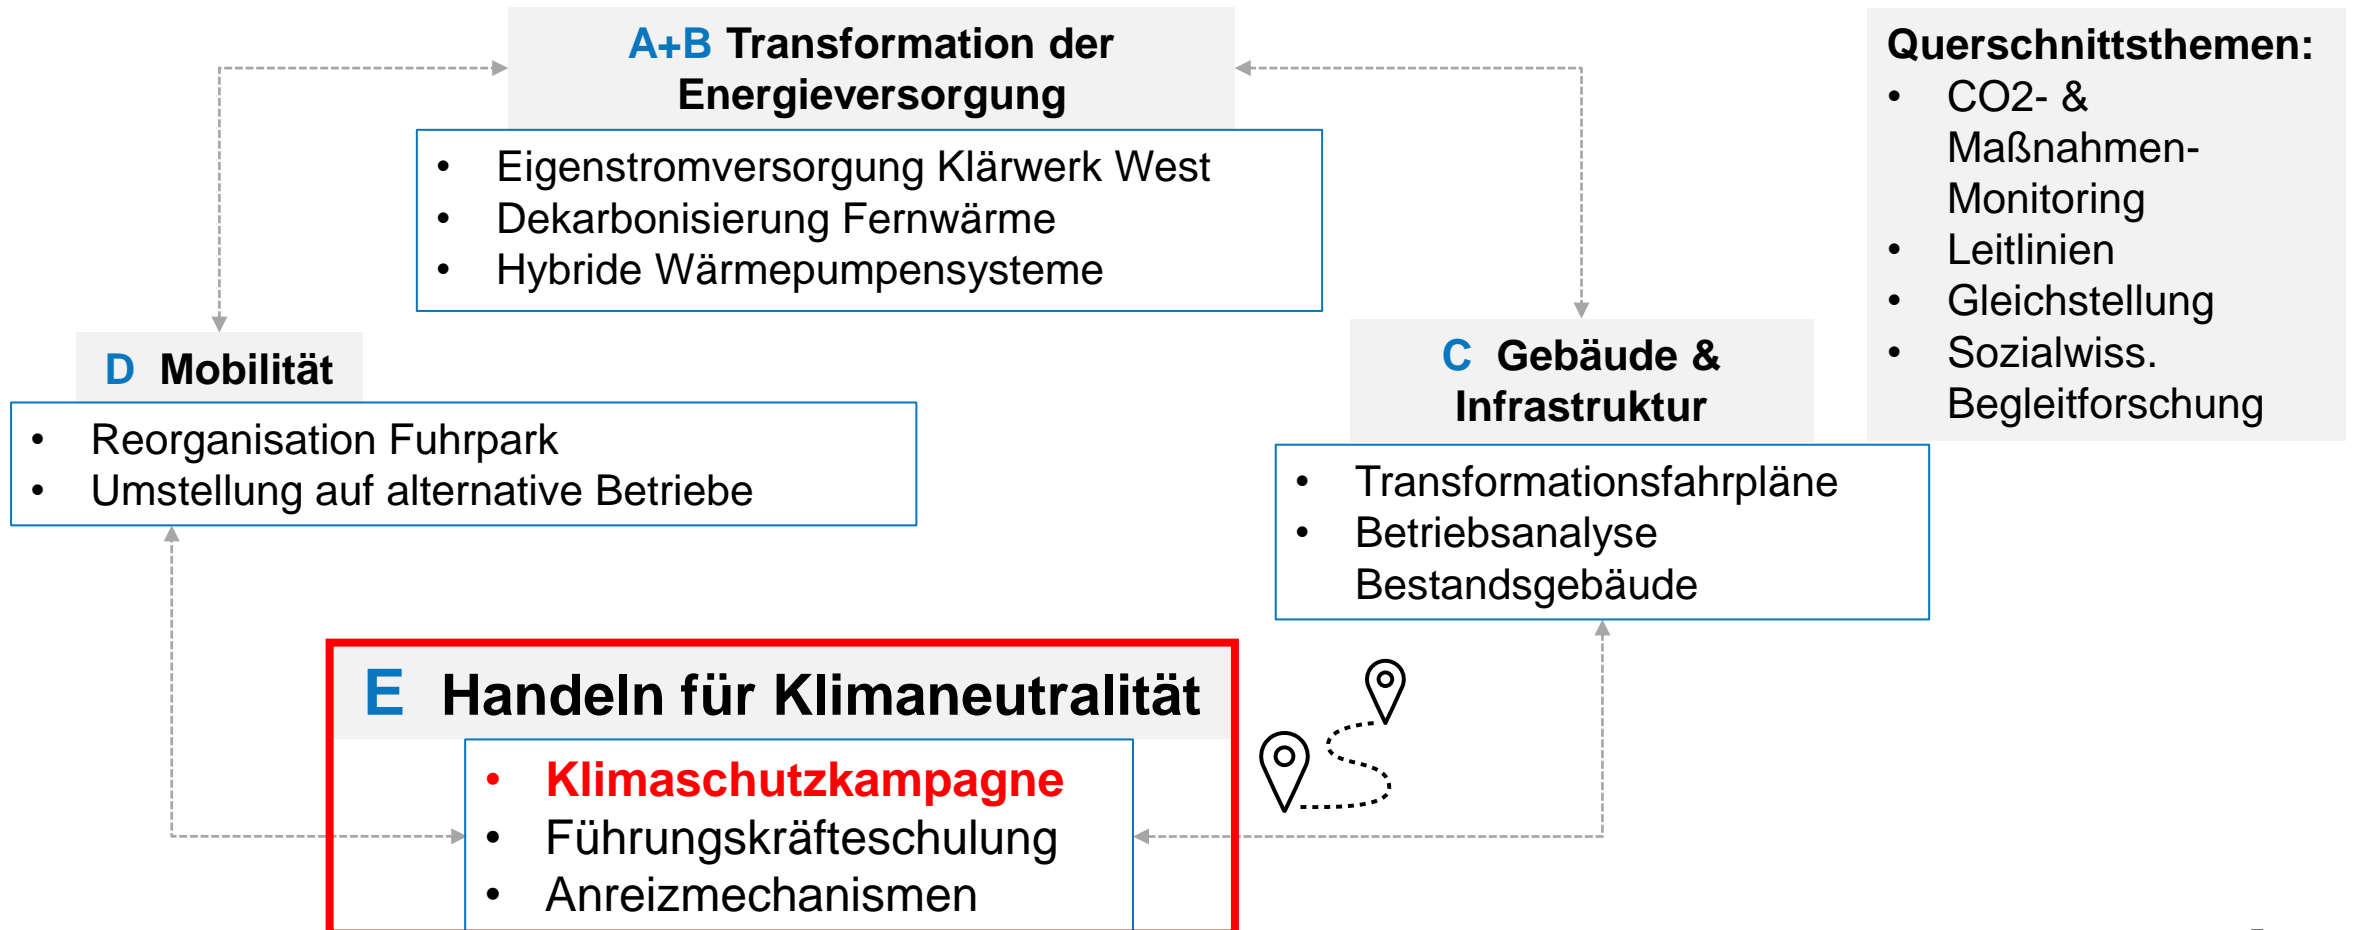 A+B Transformation der
Energieversorgung
• Eigenstromversorgung Klärwerk West
• Dekarbonisierung Fernwärme
• Hybride Wärmepumpensysteme
Querschnittsthemen:
• CO2- &
Maßnahmen-
Monitoring
• Leitlinien
• Gleichstellung
• Sozialwiss.
Begleitforschung
D Mobilität
• Reorganisation Fuhrpark
• Umstellung auf alternative Betriebe
C Gebäude &
Infrastruktur
• Transformationsfahrpläne
• Betriebsanalyse
Bestandsgebäude
E Handeln für Klimaneutralität
• Klimaschutzkampagne
• Führungskräfteschulung
• Anreizmechanismen